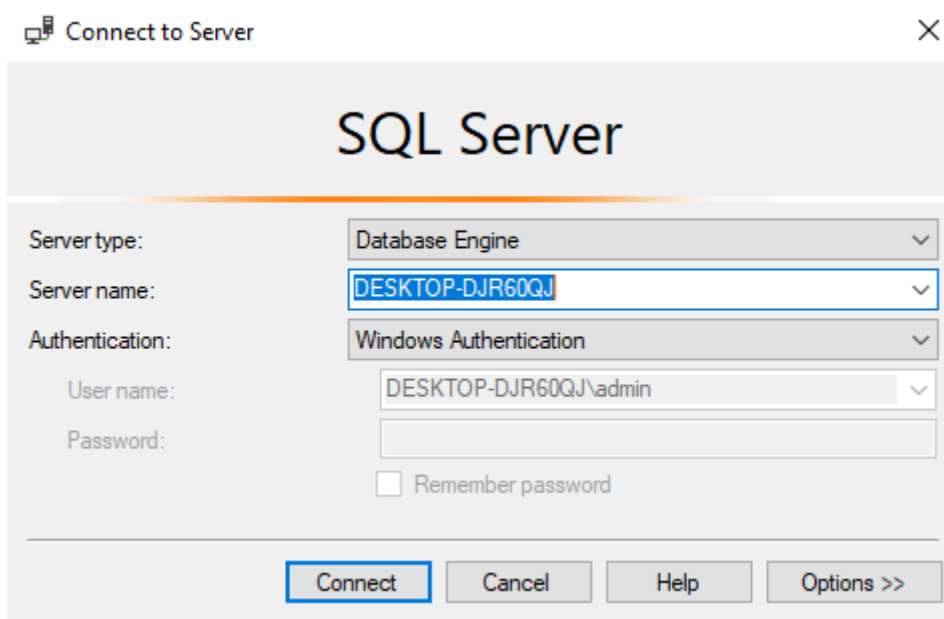 Connect to Server
SQL Server
Server type: Database Engine
Server name: DESKTOP-DJR60QJ
Authentication: Windows Authentication
User name: DESKTOP-DJR60QJ\admin
Password:
Remember password
Connect Cancel Help Options >>